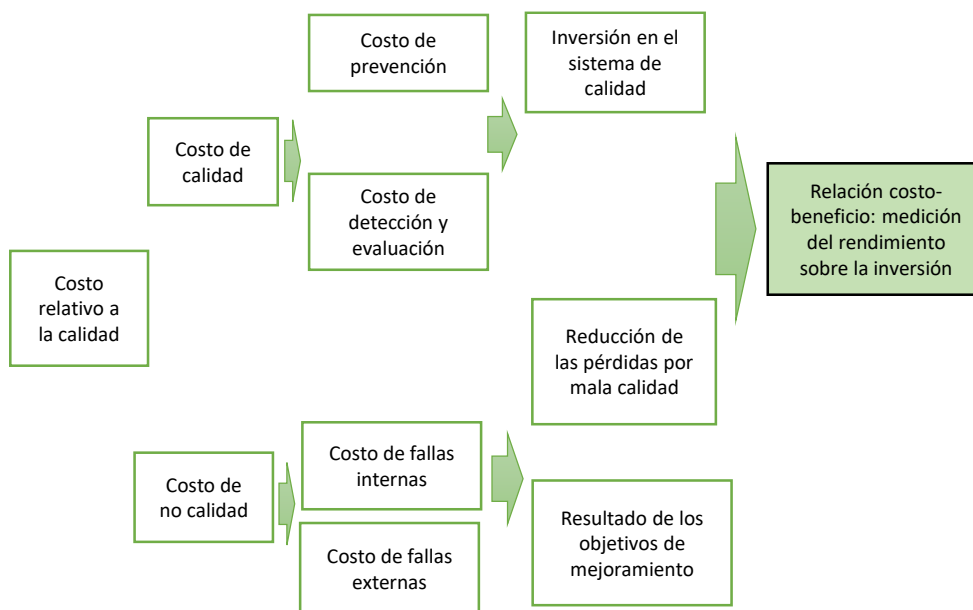 Costo de
prevención
Inversión en el
sistema de
calidad
Costo de
calidad
Costo de
detección y
evaluación
Relación costo-
beneficio: medición
del rendimiento
sobre la inversión
Costo
relativo a
la calidad
Reducción de
las pérdidas por
mala calidad
Costo de
no calidad
Costo de fallas
internas
Costo de fallas
externas
Resultado de los
objetivos de
mejoramiento